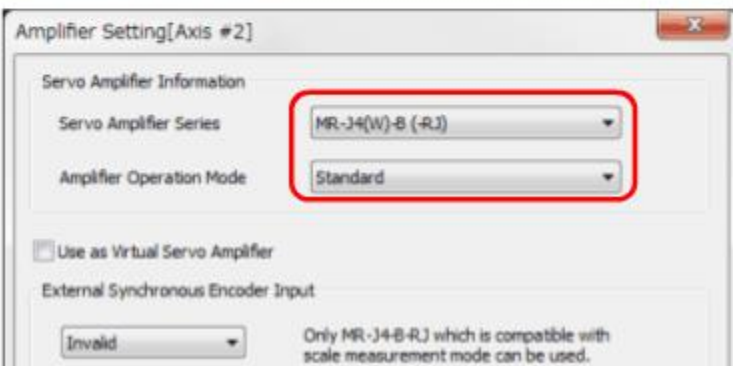 Amplifier Setting[Axis #2]
Servo Amplifier Information
Servo Amplifier Series MR-J4(W)-B (-RJ)
Amplifier Operation Mode Standard
Use as Virtual Servo Amplifier
External Synchronous Encoder Input
Invalid Only MR-J4-B-RJ which is compatible with
scale measurement mode can be used.